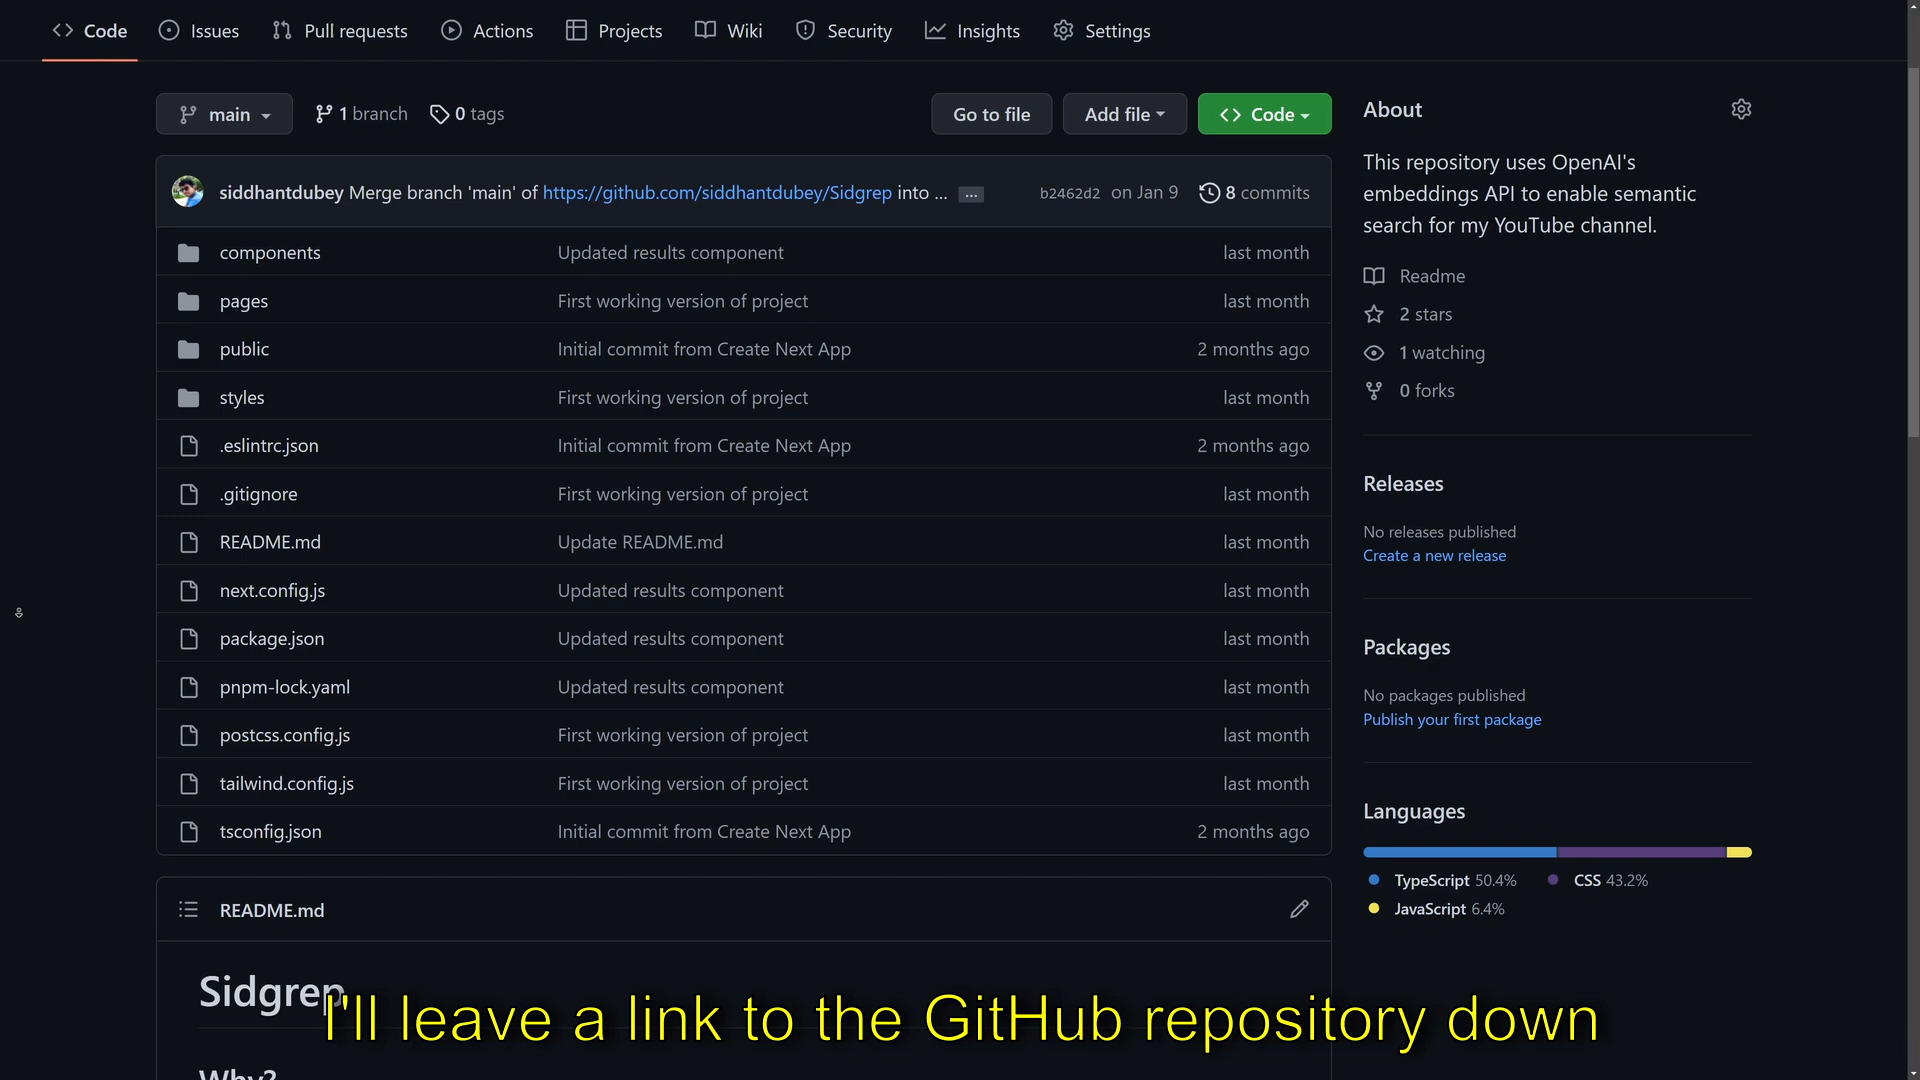 Code Issues Pull requests Actions Projects Wiki Security Insights Settings
main 1 branch 0 tags Go to file Add file Code
siddhantdubey Merge branch 'main' of https://github.com/siddhantdubey/Sidgrep into ... ... b2462d2 on Jan 9 8 commits
components Updated results component last month
pages First working version of project last month
public Initial commit from Create Next App 2 months ago
styles First working version of project last month
.eslintrc.json Initial commit from Create Next App 2 months ago
.gitignore First working version of project last month
README.md Update README.md last month
next.config.js Updated results component last month
package.json Updated results component last month
pnpm-lock.yaml Updated results component last month
postcss.config.js First working version of project last month
tailwind.config.js First working version of project last month
tsconfig.json Initial commit from Create Next App 2 months ago
README.md
Sidgrep
Why?
About
This repository uses OpenAI's
embeddings API to enable semantic
search for my YouTube channel.
Readme
2 stars
1 watching
0 forks
Releases
No releases published
Create a new release
Packages
No packages published
Publish your first package
Languages
TypeScript 50.4% CSS 43.2%
JavaScript 6.4%
I'll leave a link to the GitHub repository down